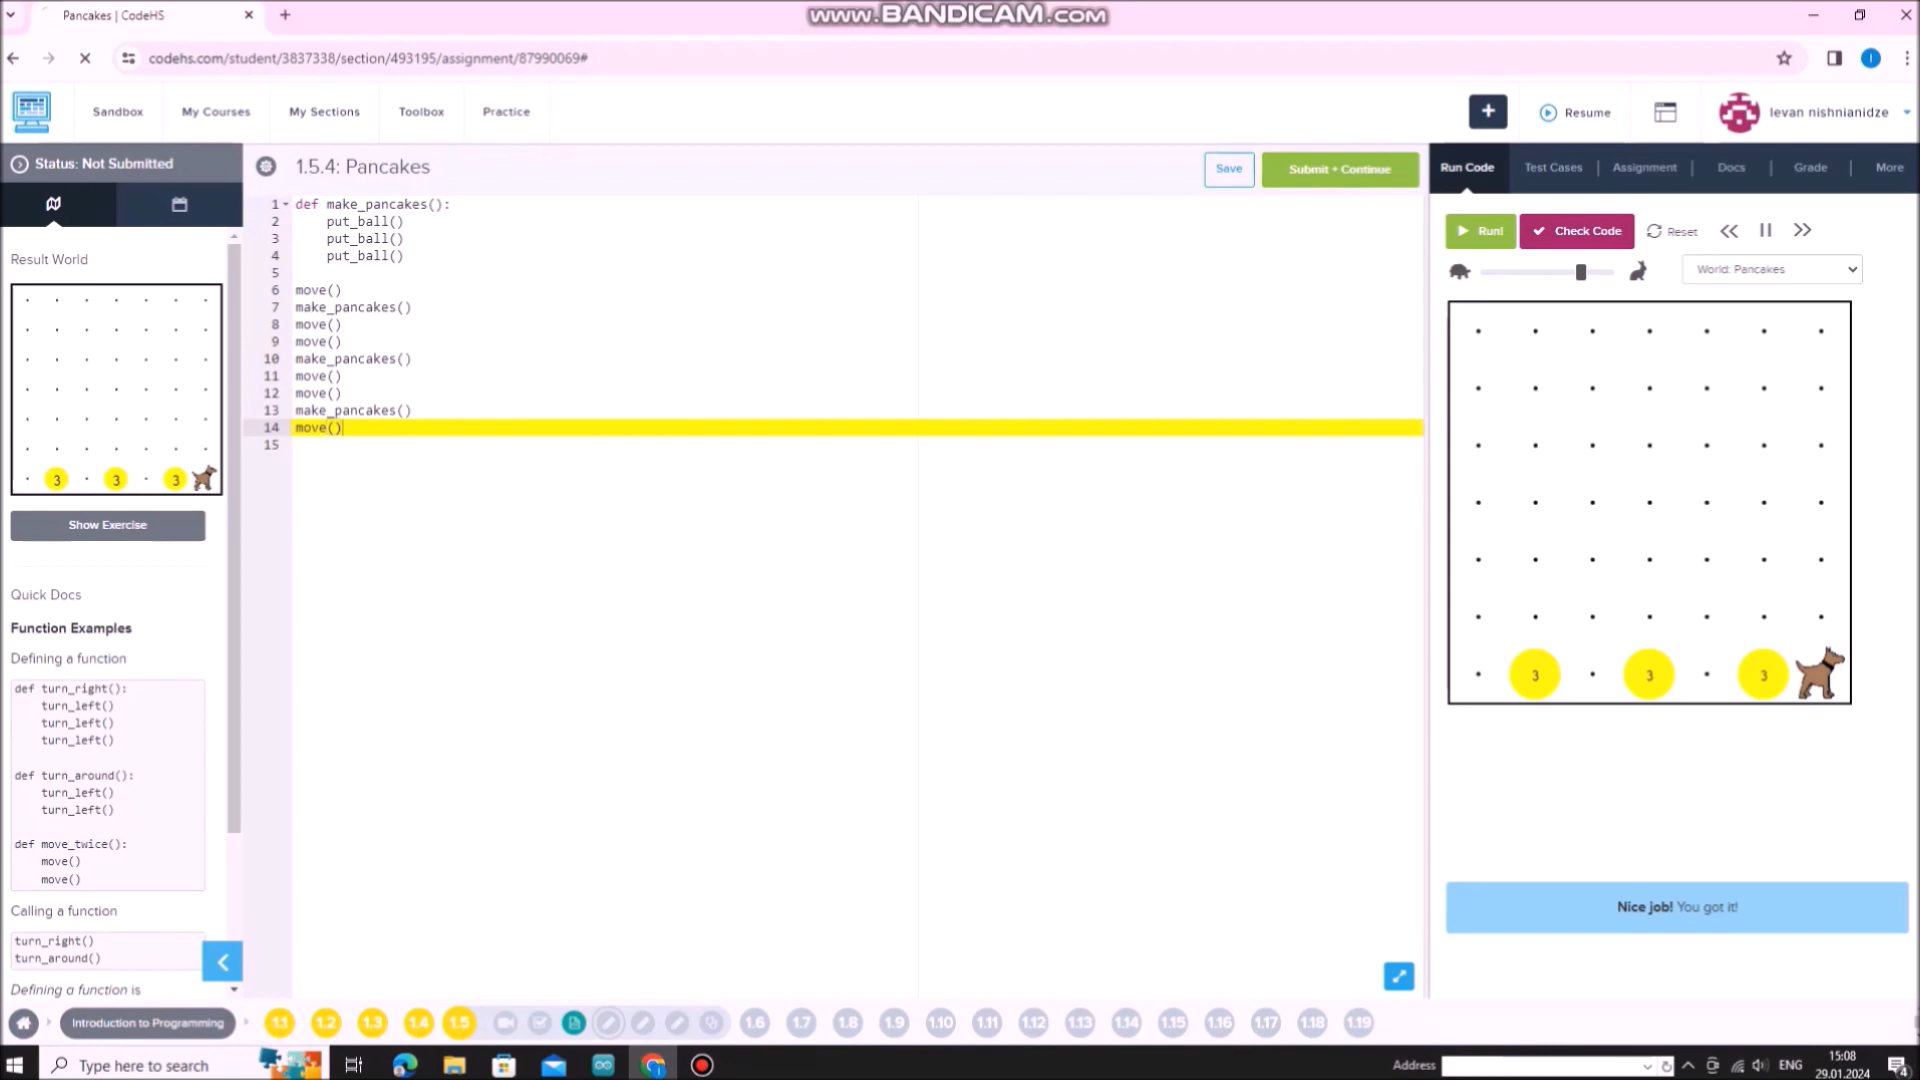 Pancakes | CodeHS
www.BANDICAM.com
codehs.com/student/3837338/section/493195/assignment/87990069#
Sandbox
My Courses
My Sections
Toolbox
Practice
+
Resume
levan nishnianidze
Status: Not Submitted
1.5.4: Pancakes
Save
Submit + Continue
Run Code
Test Cases
Assignment
Docs
Grade
More
Result World
3 3 3
Show Exercise
Quick Docs
Function Examples
Defining a function
def turn_right():
turn_left()
turn_left()
turn_left()
def turn_around():
turn_left()
turn_left()
def move_twice():
move()
move()
Calling a function
turn_right()
turn_around()
Defining a function is
1 def make_pancakes():
2 put_ball()
3 put_ball()
4 put_ball()
5
6 move()
7 make_pancakes()
8 move()
9 move()
10 make_pancakes()
11 move()
12 move()
13 make_pancakes()
14 move()
15
Run!
Check Code
Reset
World: Pancakes
3 3 3
Nice job! You got it!
Introduction to Programming
1.1 1.2 1.3 1.4 1.5 1.6 1.7 1.8 1.9 1.10 1.11 1.12 1.13 1.14 1.15 1.16 1.17 1.18 1.19
Type here to search
Address
ENG
15:08
29.01.2024
4